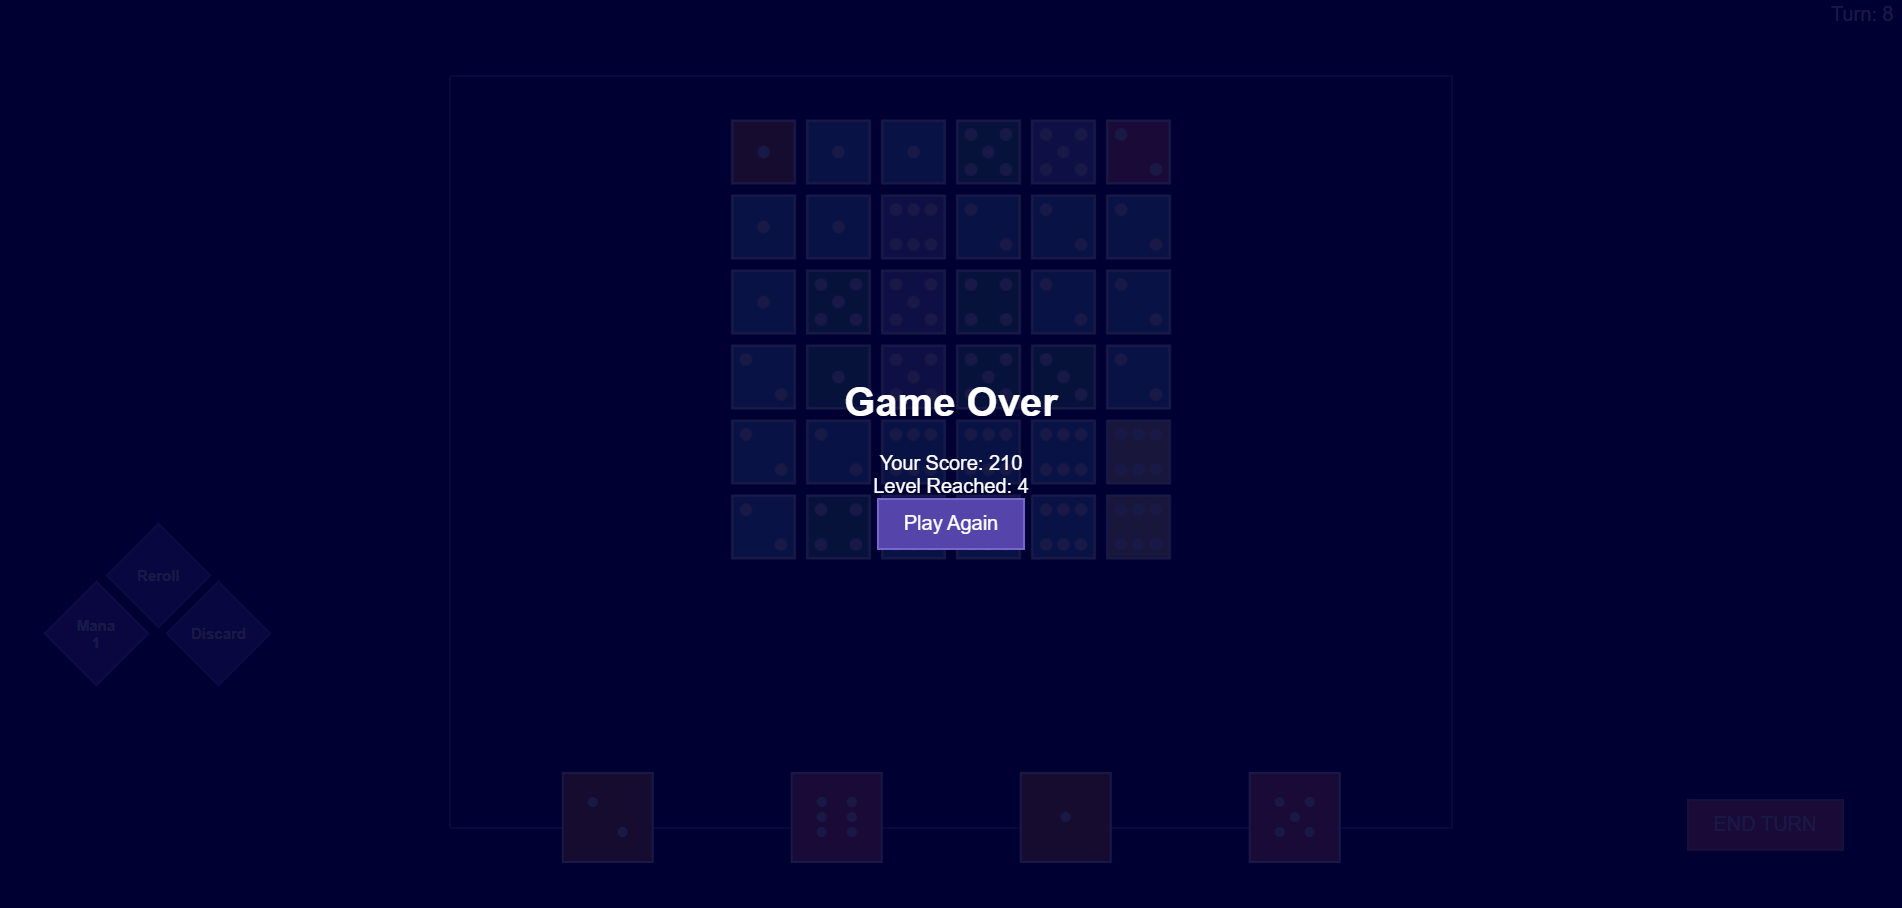 Turn: 8
Game Over
Your Score: 210
Level Reached: 4
Play Again
Reroll
Mana
1
Discard
END TURN